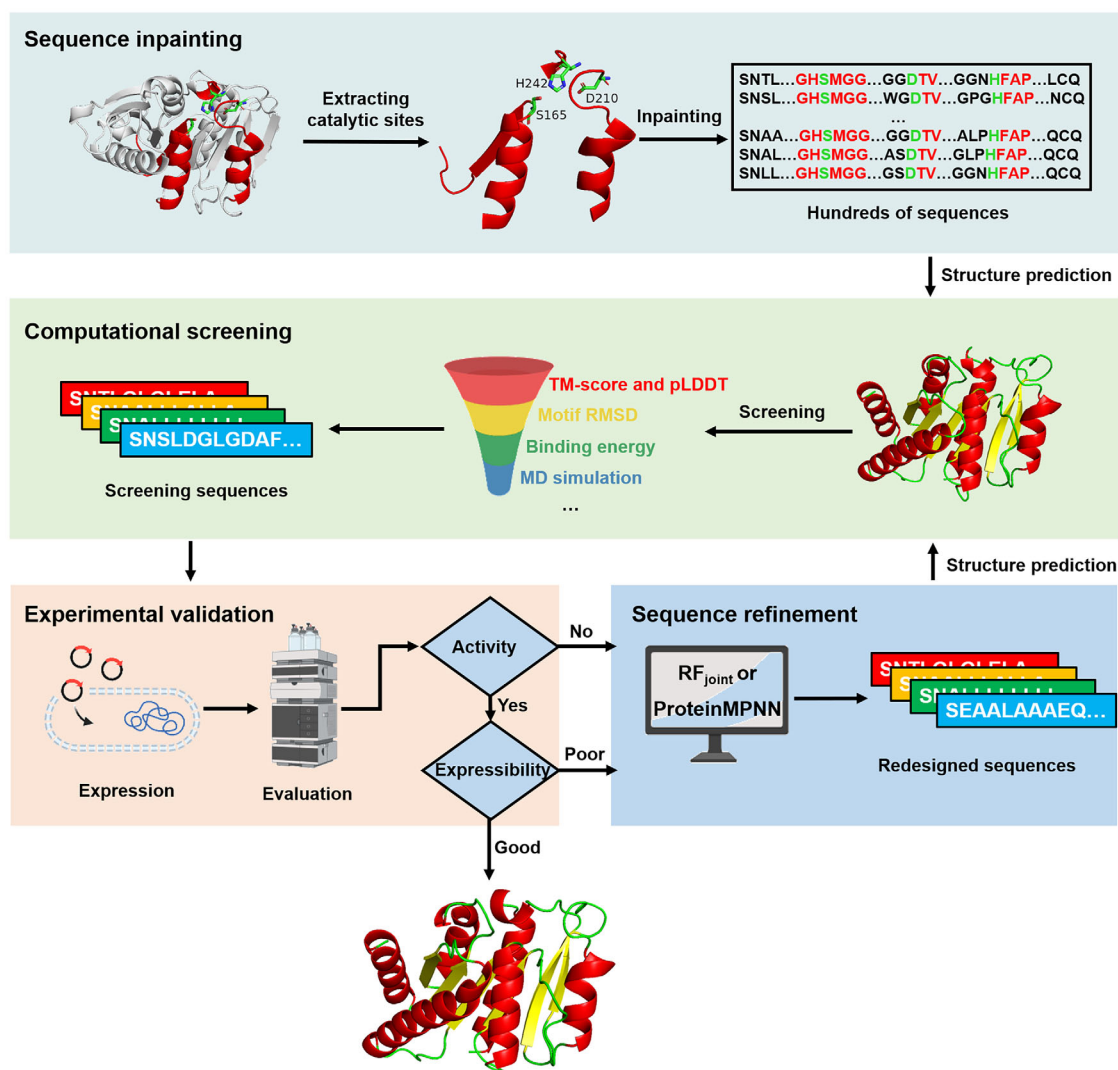 Sequence inpainting
Extracting
catalytic sites
H242
D210
S165
Inpainting
SNTL...GHSMGG...GGDTV...GGNHFAP...LCQ
SNSL...GHSMGG...WGDTV...GPGHFAP...NCQ
...
SNAA...GHSMGG...GGDTV...ALPHFAP...QCQ
SNAL...GHSMGG...ASDTV...GLPHFAP...QCQ
SNLL...GHSMGG...GSDTV...GGNHFAP...QCQ
Hundreds of sequences
Structure prediction
Computational screening
SNSLDGLGDAF...
Screening sequences
TM-score and pLDDT
Motif RMSD
Binding energy
MD simulation
...
Screening
Structure prediction
Experimental validation
Expression
Evaluation
Activity
No
Yes
Expressibility
Poor
Good
Sequence refinement
RFjoint or
ProteinMPNN
SEAALAAAEQ...
Redesigned sequences